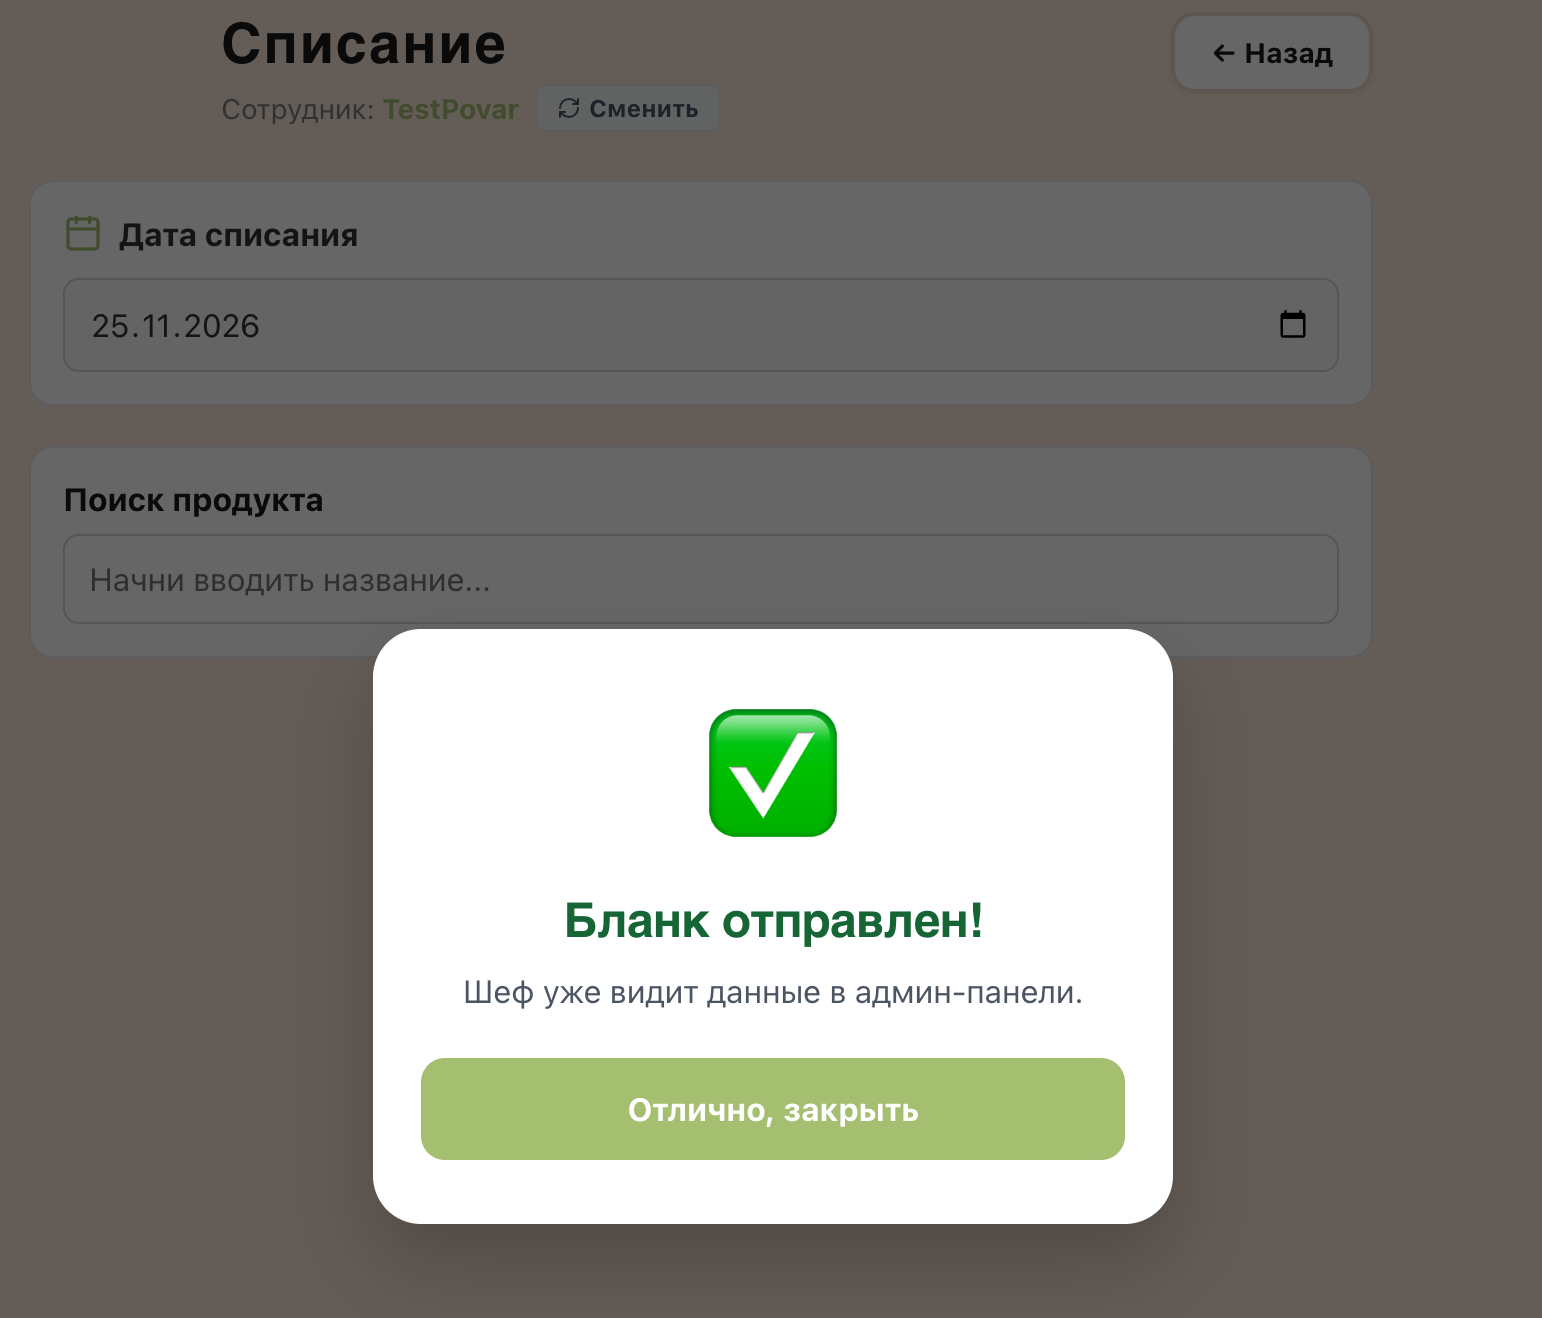 Списание
← Назад
Сотрудник: TestPovar Сменить
Дата списания
25.11.2026
Поиск продукта
Начни вводить название...
Бланк отправлен!
Шеф уже видит данные в админ-панели.
Отлично, закрыть